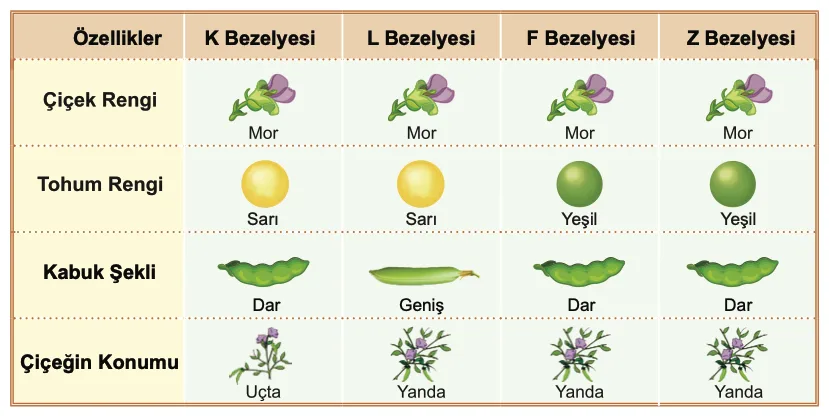 Özellikler K Bezelyesi L Bezelyesi F Bezelyesi Z Bezelyesi
Çiçek Rengi Mor Mor Mor Mor
Tohum Rengi Sarı Sarı Yeşil Yeşil
Kabuk Şekli Dar Geniş Dar Dar
Çiçeğin Konumu Uçta Yanda Yanda Yanda